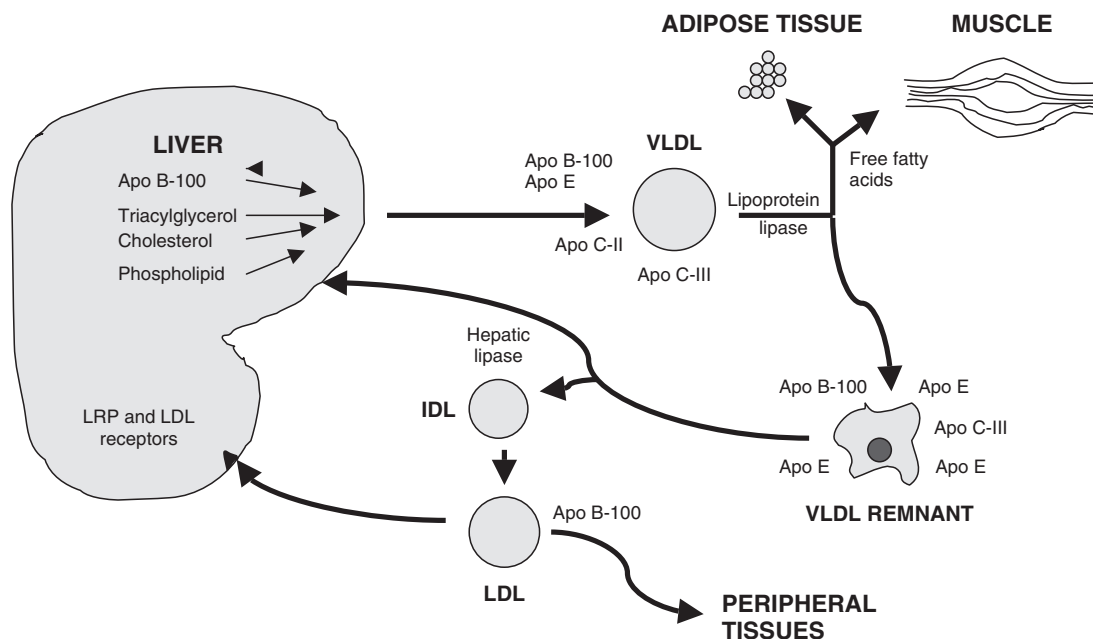 ADIPOSE TISSUE
MUSCLE
LIVER
Apo B-100
Triacylglycerol
Cholesterol
Phospholipid
Apo B-100
Apo E
Apo C-II
VLDL
Apo C-III
Lipoprotein
lipase
Free fatty
acids
Hepatic
lipase
IDL
LRP and LDL
receptors
Apo B-100
Apo E
Apo C-III
Apo E
Apo E
VLDL REMNANT
Apo B-100
LDL
PERIPHERAL
TISSUES